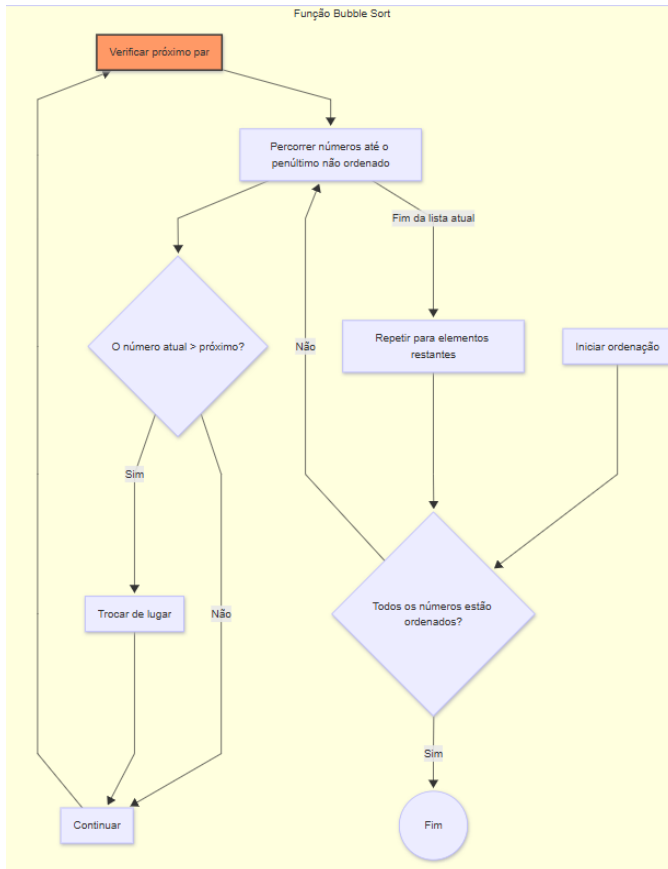 Função Bubble Sort
Verificar próximo par
Percorrer números até o
penúltimo não ordenado
Fim da lista atual
O número atual > próximo?
Não
Repetir para elementos
restantes
Iniciar ordenação
Sim
Trocar de lugar
Não
Todos os números estão
ordenados?
Sim
Continuar
Fim